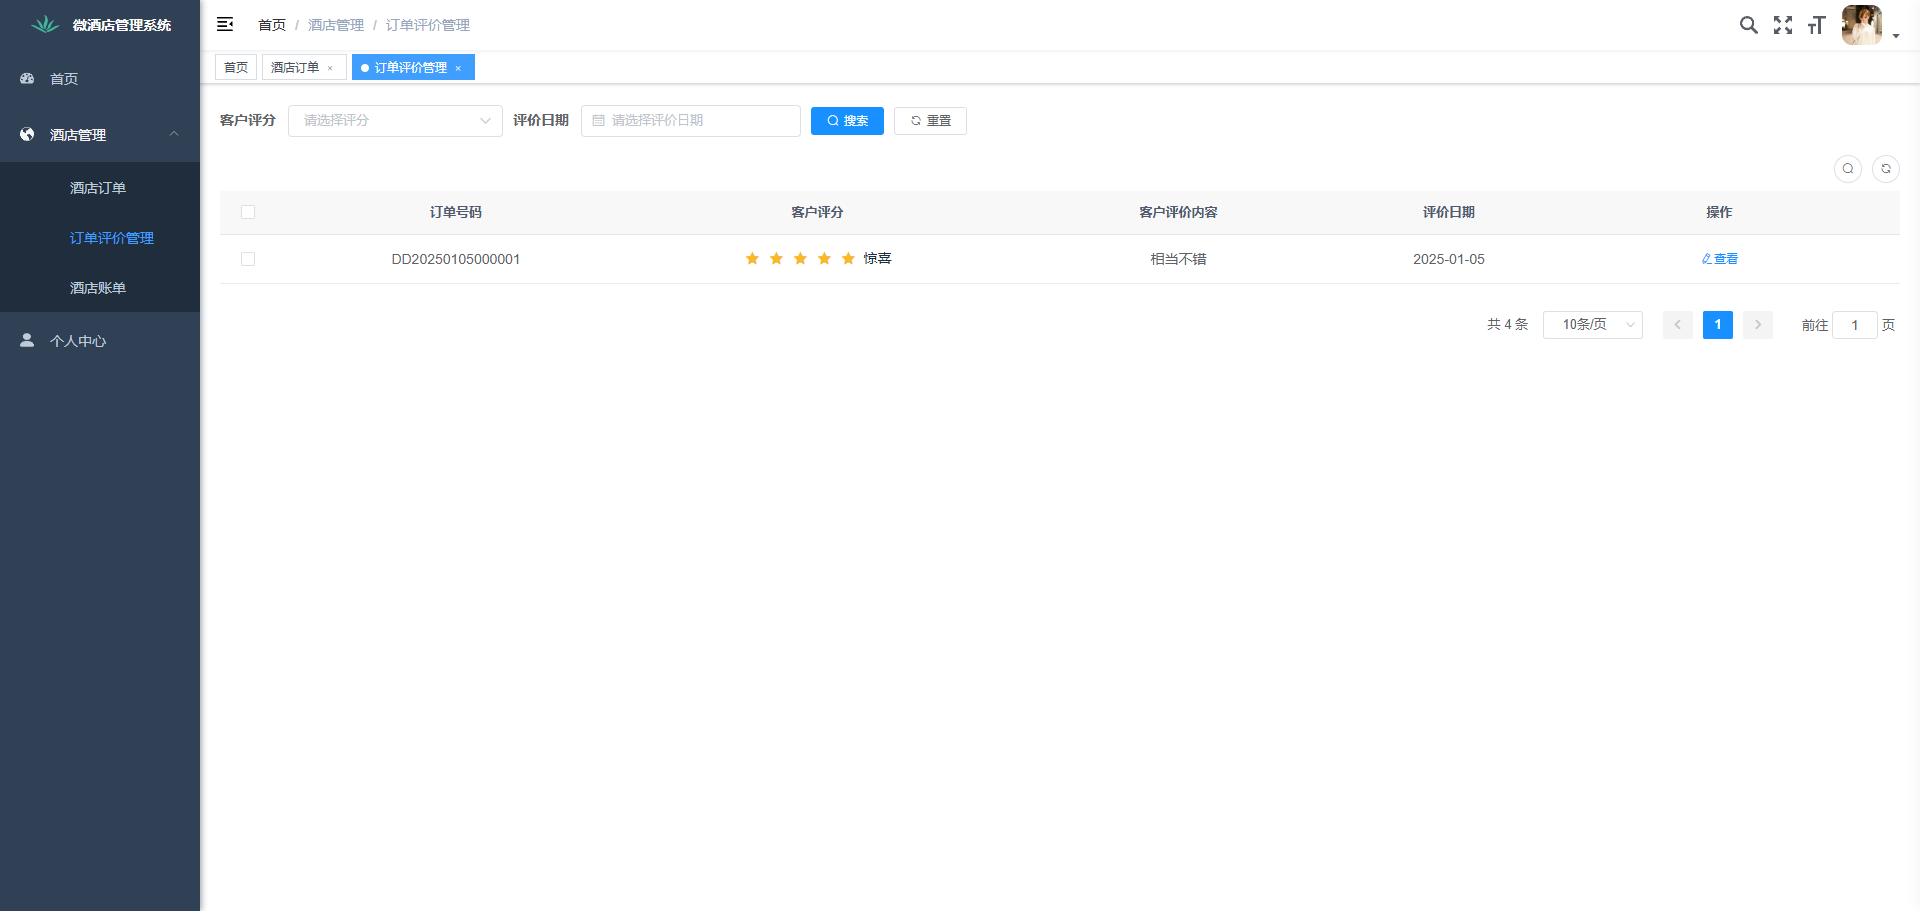 微酒店管理系统
首页
酒店管理
酒店订单
订单评价管理
酒店账单
个人中心
首页 / 酒店管理 / 订单评价管理
首页 酒店订单 × 订单评价管理 ×
客户评分 请选择评分 评价日期 请选择评价日期 搜索 重置
订单号码 客户评分 客户评价内容 评价日期 操作
DD20250105000001 惊喜 相当不错 2025-01-05 查看
共 4 条 10条/页 1 前往 1 页